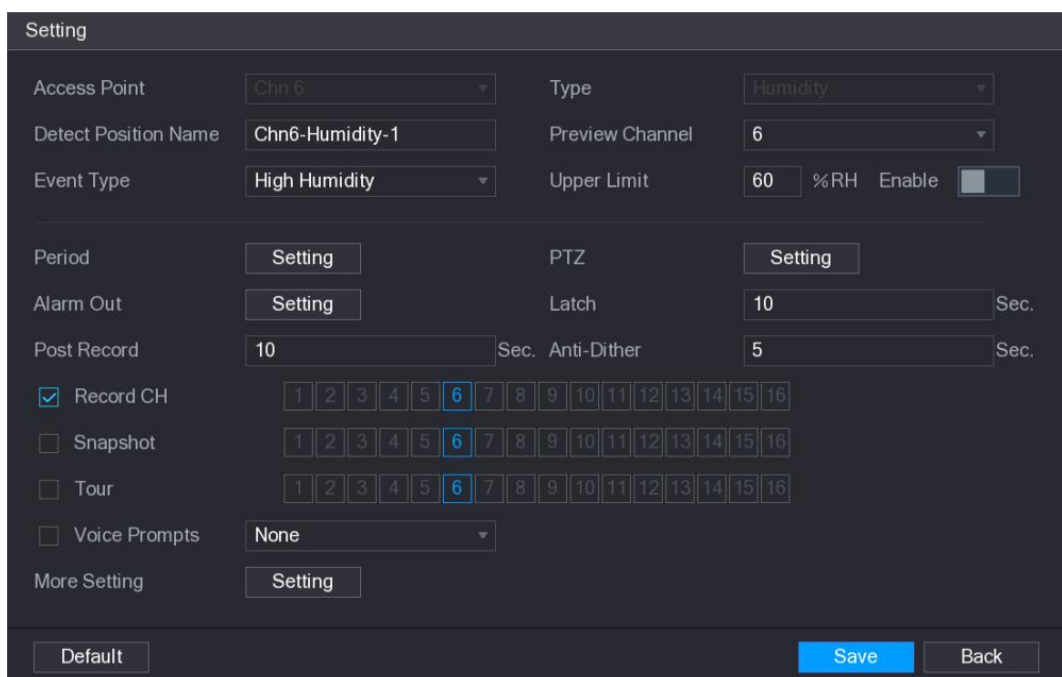 Setting
Access Point Chn 6 Type Humidity
Detect Position Name Chn6-Humidity-1 Preview Channel 6
Event Type High Humidity Upper Limit 60 %RH Enable
Period Setting PTZ Setting
Alarm Out Setting Latch 10 Sec.
Post Record 10 Sec. Anti-Dither 5 Sec.
Record CH 1 2 3 4 5 6 7 8 9 10 11 12 13 14 15 16
Snapshot 1 2 3 4 5 6 7 8 9 10 11 12 13 14 15 16
Tour 1 2 3 4 5 6 7 8 9 10 11 12 13 14 15 16
Voice Prompts None
More Setting Setting
Default Save Back